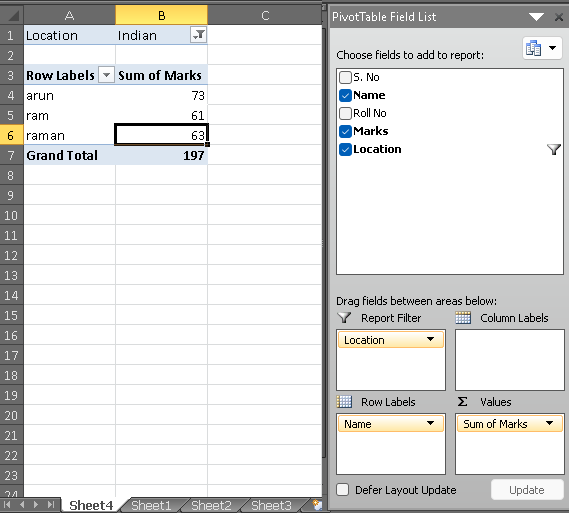 A B C
1 Location Indian
2
3 Row Labels Sum of Marks
4 arun 73
5 ram 61
6 raman 63
7 Grand Total 197
8
9
10
11
12
13
14
15
16
17
18
19
20
21
22
23
24
Sheet4 Sheet1 Sheet2 Sheet3
PivotTable Field List
Choose fields to add to report:
S. No
Name
Roll No
Marks
Location
Drag fields between areas below:
Report Filter Column Labels
Location
Row Labels Σ Values
Name Sum of Marks
Defer Layout Update Update